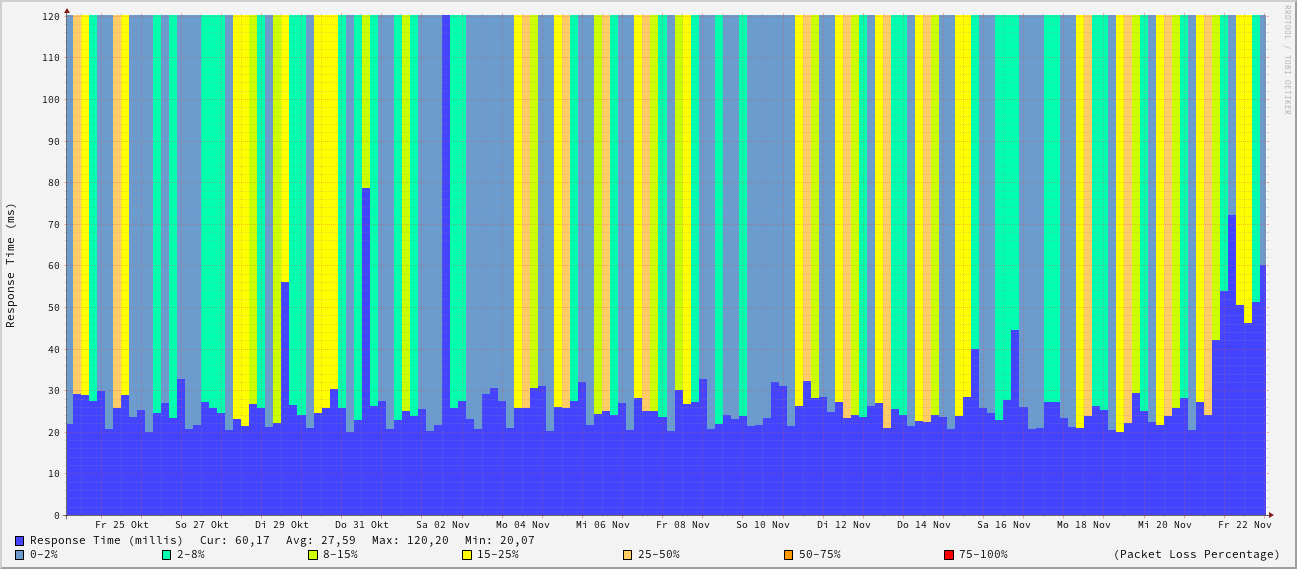 RRDTOOL / TOBI OETIKER
Response Time (ms)
120
110
100
90
80
70
60
50
40
30
20
10
0
Fr 25 Okt So 27 Okt Di 29 Okt Do 31 Okt Sa 02 Nov Mo 04 Nov Mi 06 Nov Fr 08 Nov So 10 Nov Di 12 Nov Do 14 Nov Sa 16 Nov Mo 18 Nov Mi 20 Nov Fr 22 Nov
Response Time (millis) Cur: 60,17 Avg: 27,59 Max: 120,20 Min: 20,07
0-2% 2-8% 8-15% 15-25% 25-50% 50-75% 75-100% (Packet Loss Percentage)